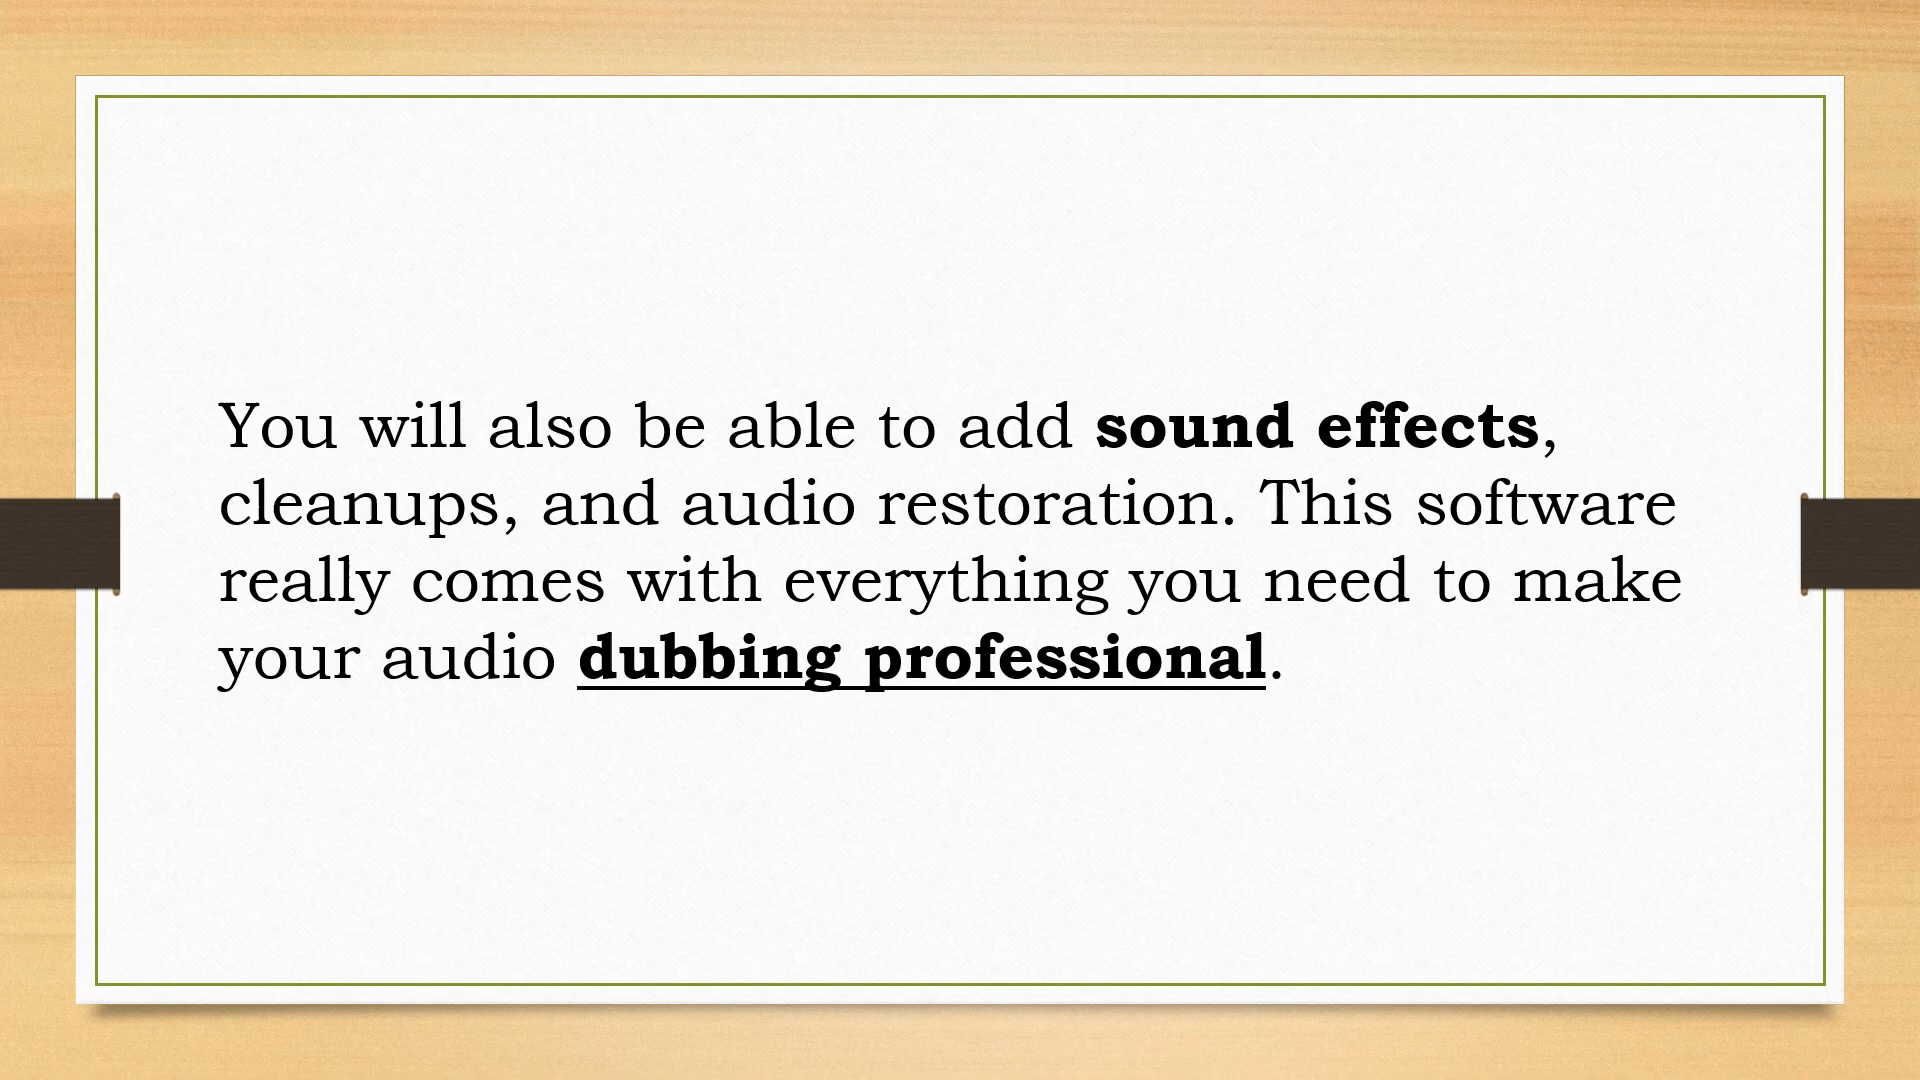 You will also be able to add sound effects,
cleanups, and audio restoration. This software
really comes with everything you need to make
your audio dubbing professional.